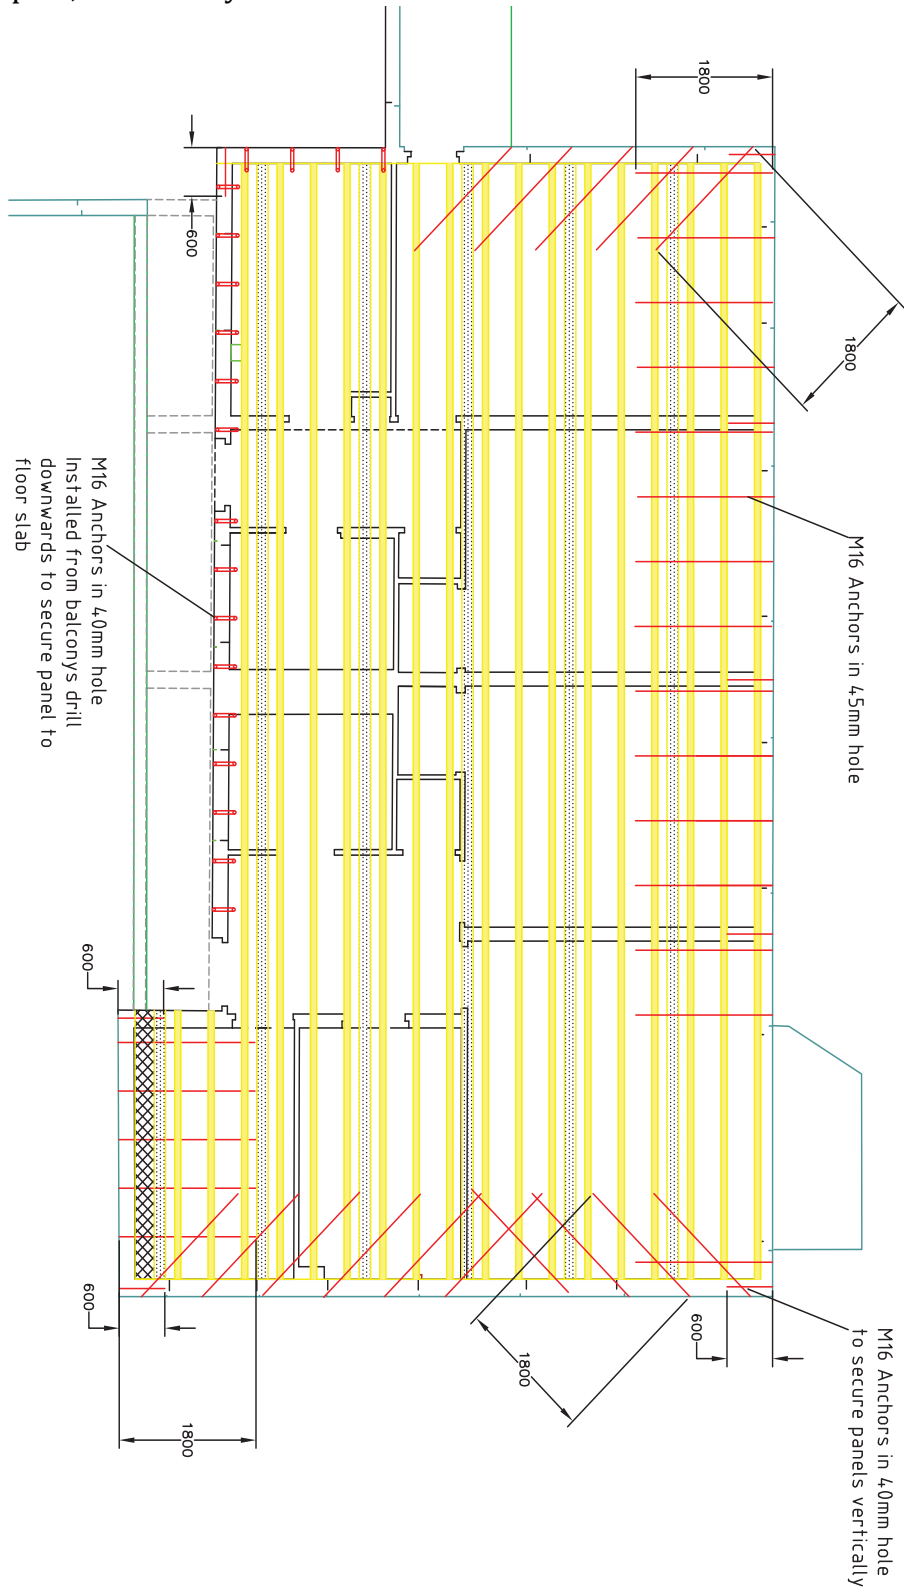 1800
1800
600
M16 Anchors in 45mm hole
M16 Anchors in 40mm hole
Installed from balconys drill
downwards to secure panel to
floor slab
600
600
1800
1800
600
M16 Anchors in 40mm hole
to secure panels vertically